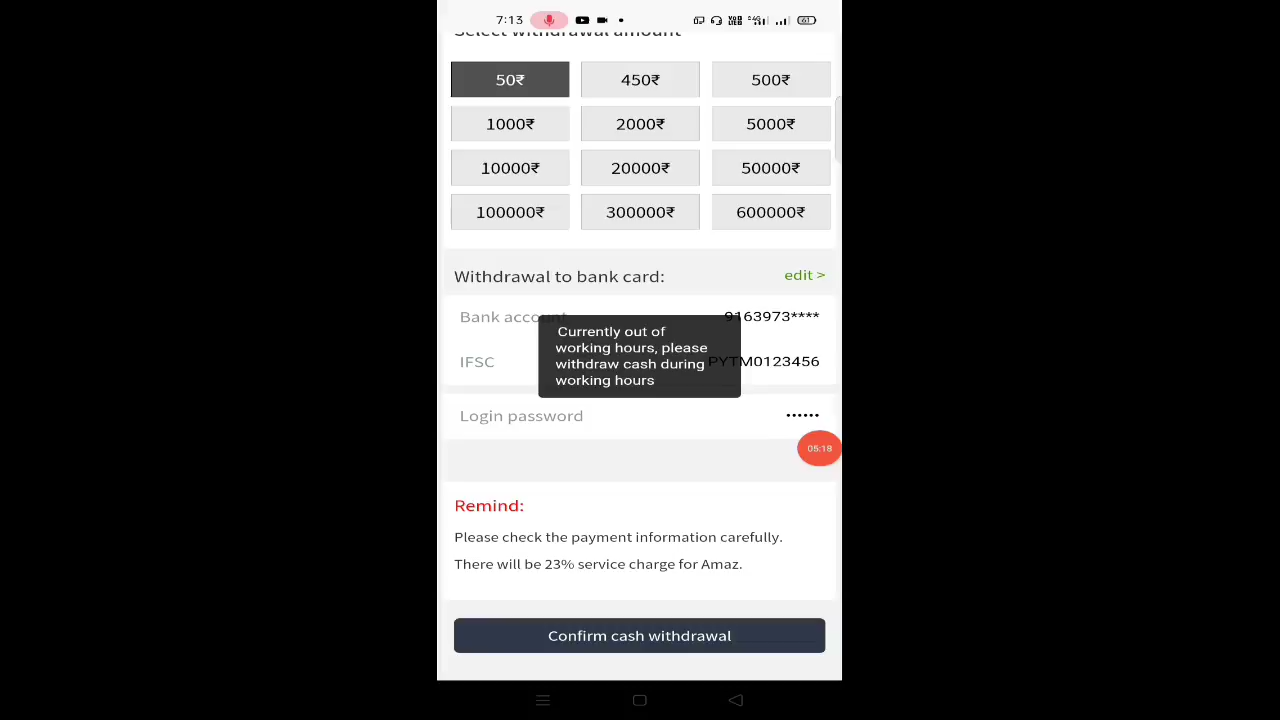 7:13
61
Select withdrawal amount
50₹ 450₹ 500₹
1000₹ 2000₹ 5000₹
10000₹ 20000₹ 50000₹
100000₹ 300000₹ 600000₹
Withdrawal to bank card: edit >
Bank account 9163973****
IFSC PYTM0123456
Currently out of
working hours, please
withdraw cash during
working hours
Login password ••••••
05:18
Remind:
Please check the payment information carefully.
There will be 23% service charge for Amaz.
Confirm cash withdrawal